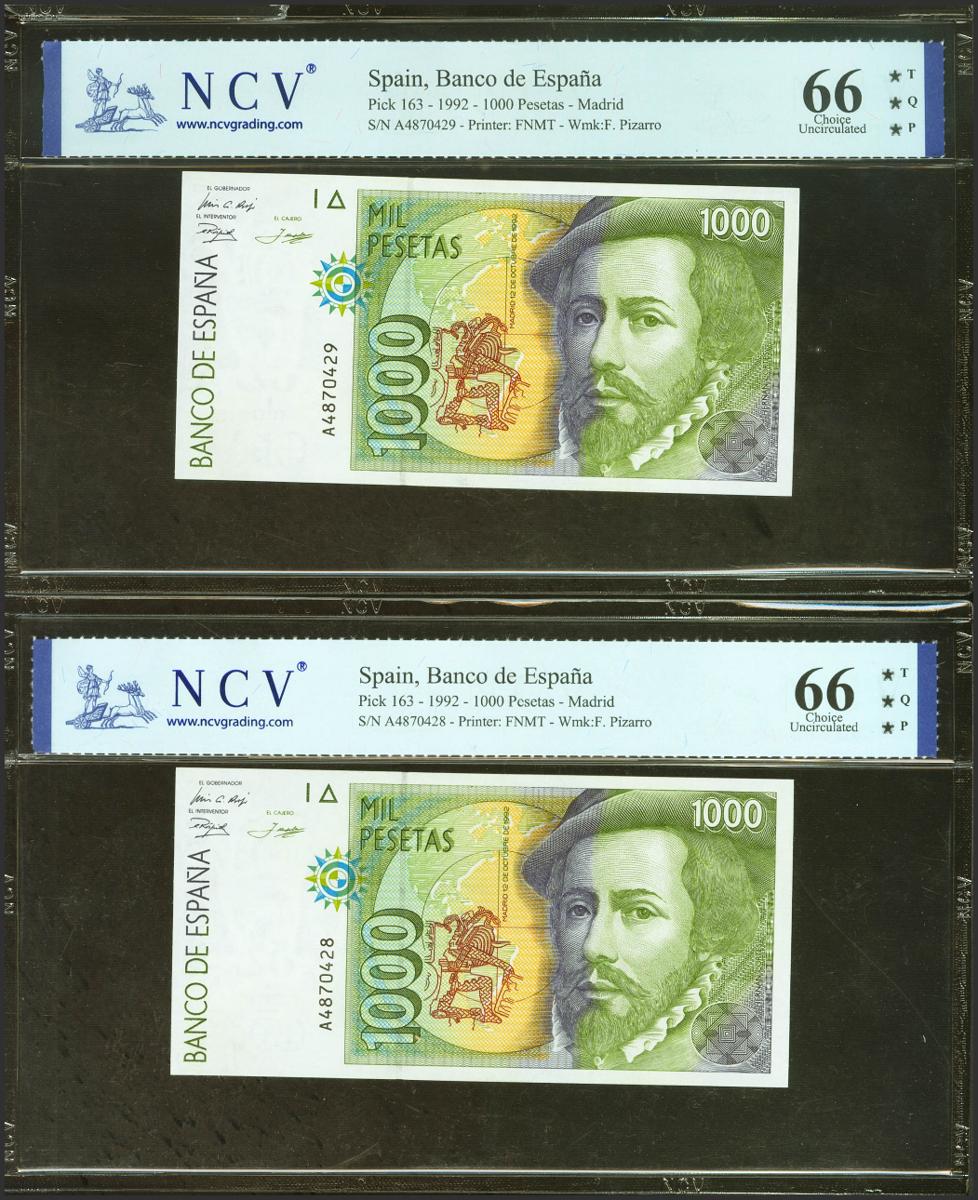 NCV®
www.ncvgrading.com
Spain, Banco de España
Pick 163 - 1992 - 1000 Pesetas - Madrid
S/N A4870429 - Printer: FNMT - Wmk:F. Pizarro
66
Choice
Uncirculated
★ T
★ Q
★ P
EL GOBERNADOR
EL INTERVENTOR
EL CAJERO
BANCO DE ESPAÑA
A4870429
MIL
PESETAS
1000
MADRID 12 DE OCTUBRE DE 1992
1000
NCV®
www.ncvgrading.com
Spain, Banco de España
Pick 163 - 1992 - 1000 Pesetas - Madrid
S/N A4870428 - Printer: FNMT - Wmk:F. Pizarro
66
Choice
Uncirculated
★ T
★ Q
★ P
EL GOBERNADOR
EL INTERVENTOR
EL CAJERO
BANCO DE ESPAÑA
A4870428
MIL
PESETAS
1000
MADRID 12 DE OCTUBRE DE 1992
1000